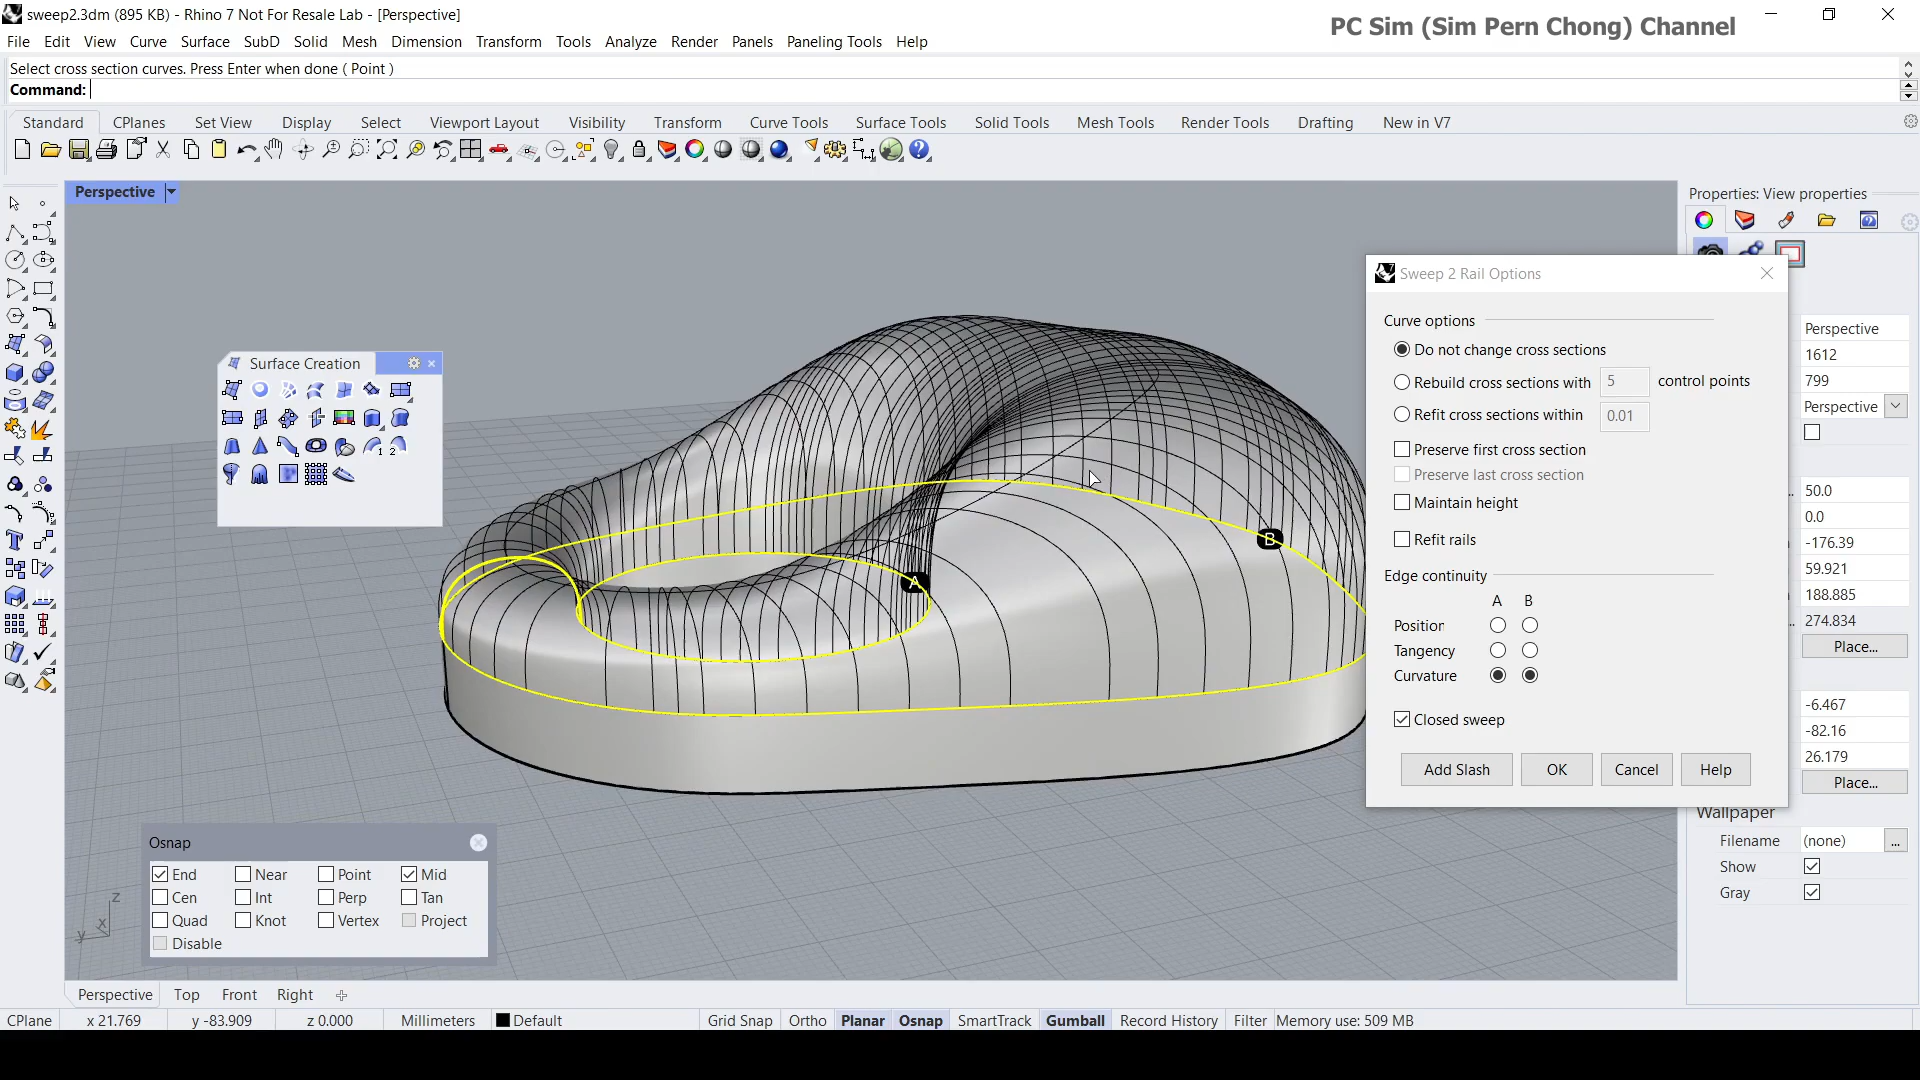 sweep2.3dm (895 KB) - Rhino 7 Not For Resale Lab - [Perspective]
PC Sim (Sim Pern Chong) Channel
File Edit View Curve Surface SubD Solid Mesh Dimension Transform Tools Analyze Render Panels Paneling Tools Help
Select cross section curves. Press Enter when done ( Point )
Command:
Standard CPlanes Set View Display Select Viewport Layout Visibility Transform Curve Tools Surface Tools Solid Tools Mesh Tools Render Tools Drafting New in V7
Perspective
Properties: View properties
Sweep 2 Rail Options
Curve options
Do not change cross sections
Rebuild cross sections with 5 control points
Refit cross sections within 0.01
Preserve first cross section
Preserve last cross section
Maintain height
Refit rails
Edge continuity
A B
Position
Tangency
Curvature
Closed sweep
Add Slash OK Cancel Help
Perspective
1612
799
Perspective
50.0
0.0
-176.39
59.921
188.885
274.834
Place...
-6.467
-82.16
26.179
Place...
Wallpaper
Filename (none) ...
Show
Gray
Surface Creation
1 2
A
B
Osnap
End Near Point Mid
Cen Int Perp Tan
Quad Knot Vertex Project
Disable
z
x
y
Perspective Top Front Right
CPlane x 21.769 y -83.909 z 0.000 Millimeters Default Grid Snap Ortho Planar Osnap SmartTrack Gumball Record History Filter Memory use: 509 MB